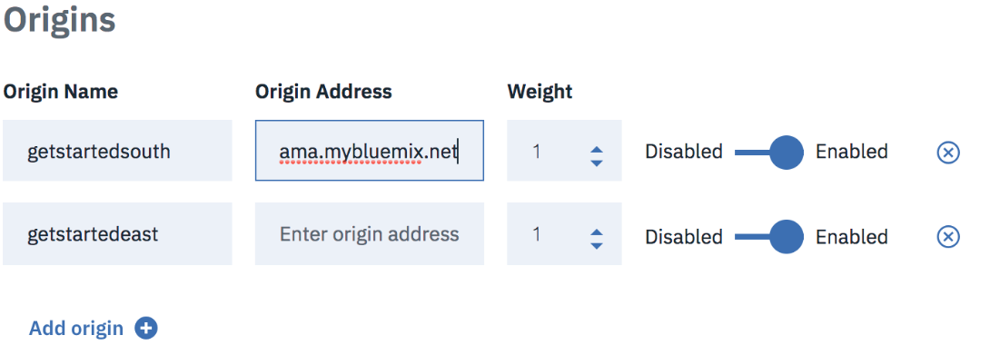 Origins
Origin Name Origin Address Weight
getstartedsouth ama.mybluemix.net 1 Disabled Enabled
getstartedeast Enter origin address 1 Disabled Enabled
Add origin